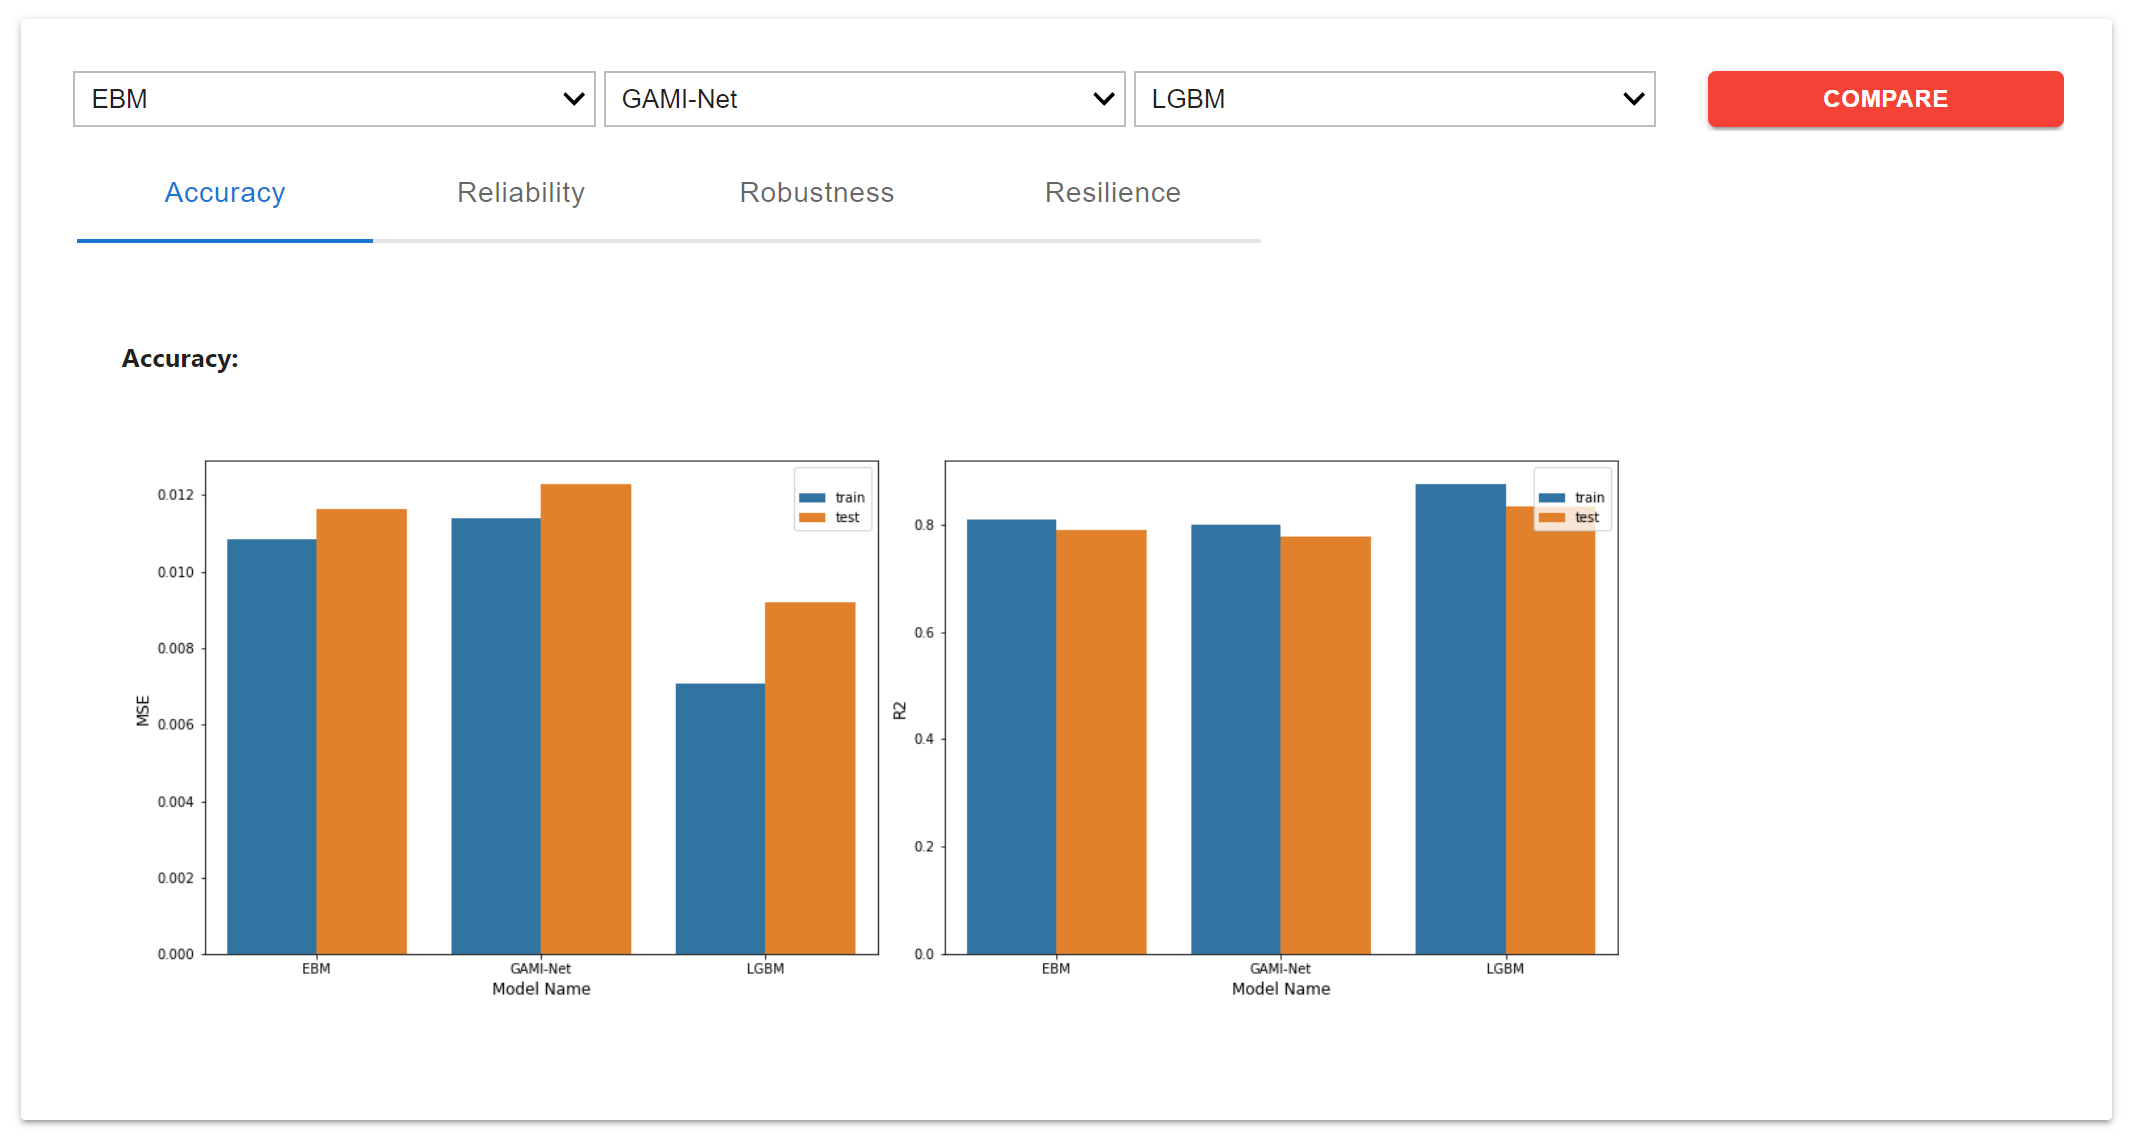 EBM GAMI-Net LGBM COMPARE
Accuracy Reliability Robustness Resilience
Accuracy:
MSE
0.012
0.010
0.008
0.006
0.004
0.002
0.000
train
test
EBM GAMI-Net LGBM
Model Name
R2
0.8
0.6
0.4
0.2
0.0
train
test
EBM GAMI-Net LGBM
Model Name